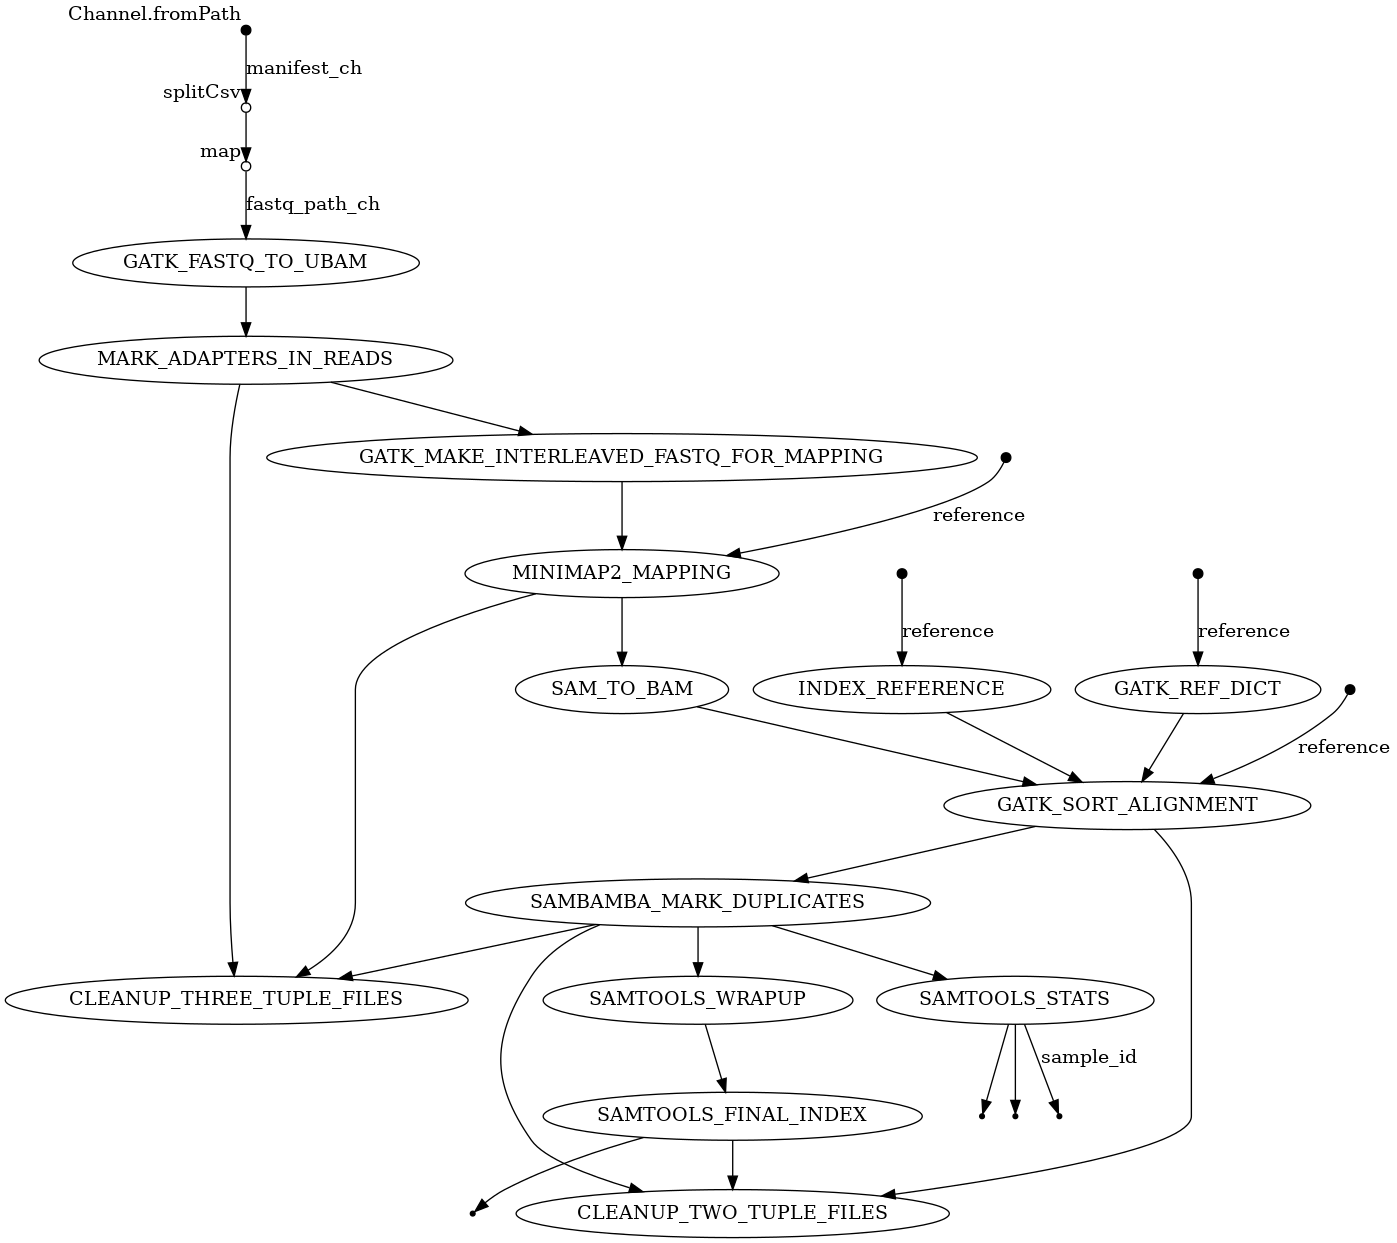 Channel.fromPath
manifest_ch
splitCsv
map
fastq_path_ch
GATK_FASTQ_TO_UBAM
MARK_ADAPTERS_IN_READS
GATK_MAKE_INTERLEAVED_FASTQ_FOR_MAPPING
reference
MINIMAP2_MAPPING
reference
reference
SAM_TO_BAM
INDEX_REFERENCE
GATK_REF_DICT
reference
GATK_SORT_ALIGNMENT
SAMBAMBA_MARK_DUPLICATES
CLEANUP_THREE_TUPLE_FILES
SAMTOOLS_WRAPUP
SAMTOOLS_STATS
sample_id
SAMTOOLS_FINAL_INDEX
CLEANUP_TWO_TUPLE_FILES